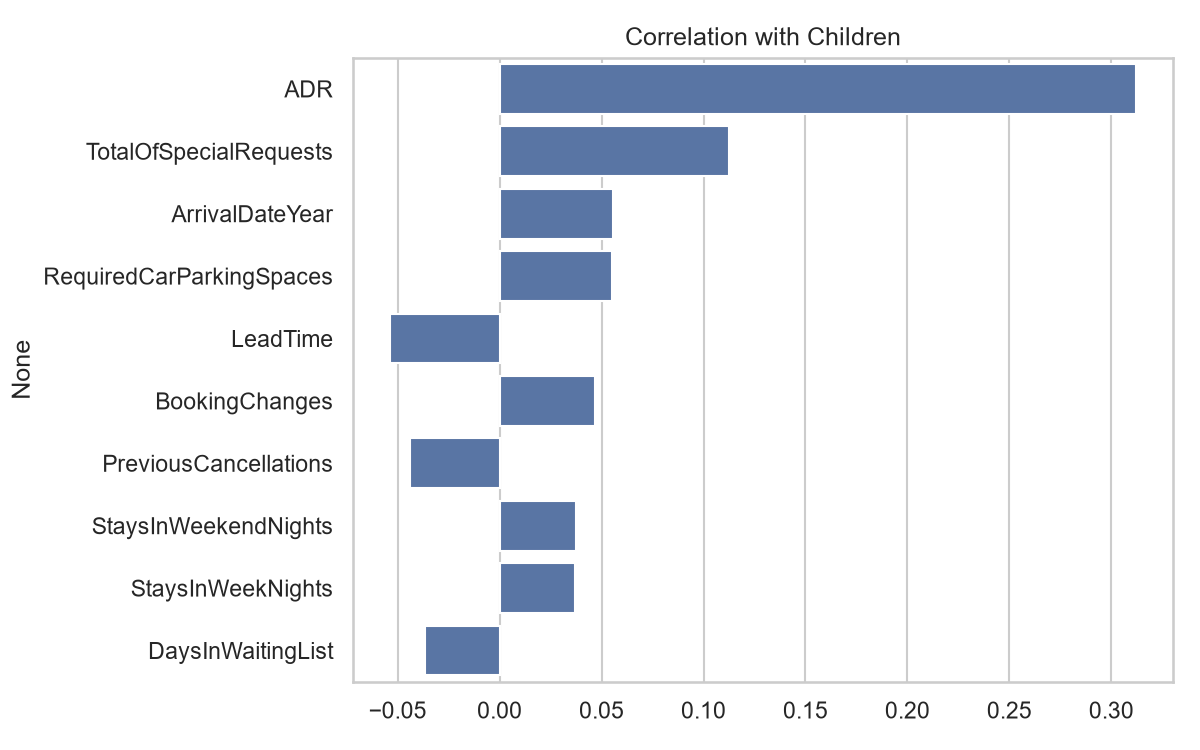 Correlation with Children
ADR
TotalOfSpecialRequests
ArrivalDateYear
RequiredCarParkingSpaces
LeadTime
BookingChanges
PreviousCancellations
StaysInWeekendNights
StaysInWeekNights
DaysInWaitingList
None
−0.05 0.00 0.05 0.10 0.15 0.20 0.25 0.30